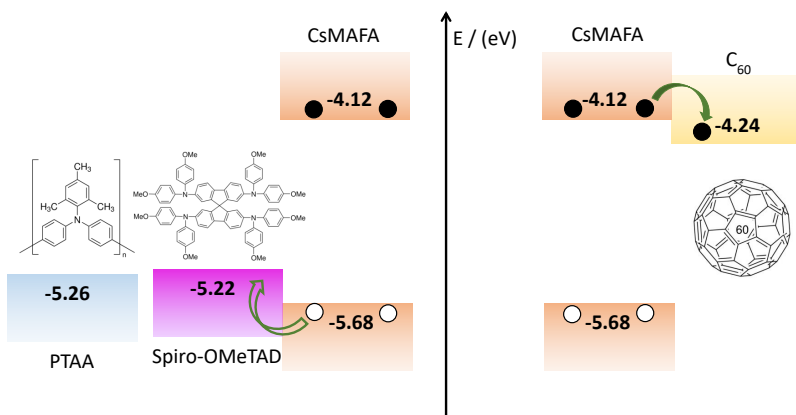 CsMAFA
E / (eV)
CsMAFA
C60
-4.12
-4.12
-4.24
CH3
H3C
CH3
N
n
OMe
OMe
MeO
N
N
OMe
MeO
N
N
OMe
OMe
OMe
60
-5.26
-5.22
-5.68
-5.68
PTAA
Spiro-OMeTAD